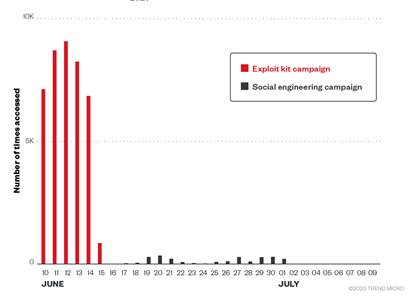 10K
Exploit kit campaign
Social engineering campaign
Number of times accessed
5K
0
10 11 12 13 14 15 16 17 18 19 20 21 22 23 24 25 26 27 28 29 30 01 02 03 04 05 06 07 08 09
JUNE JULY
©2020 TREND MICRO